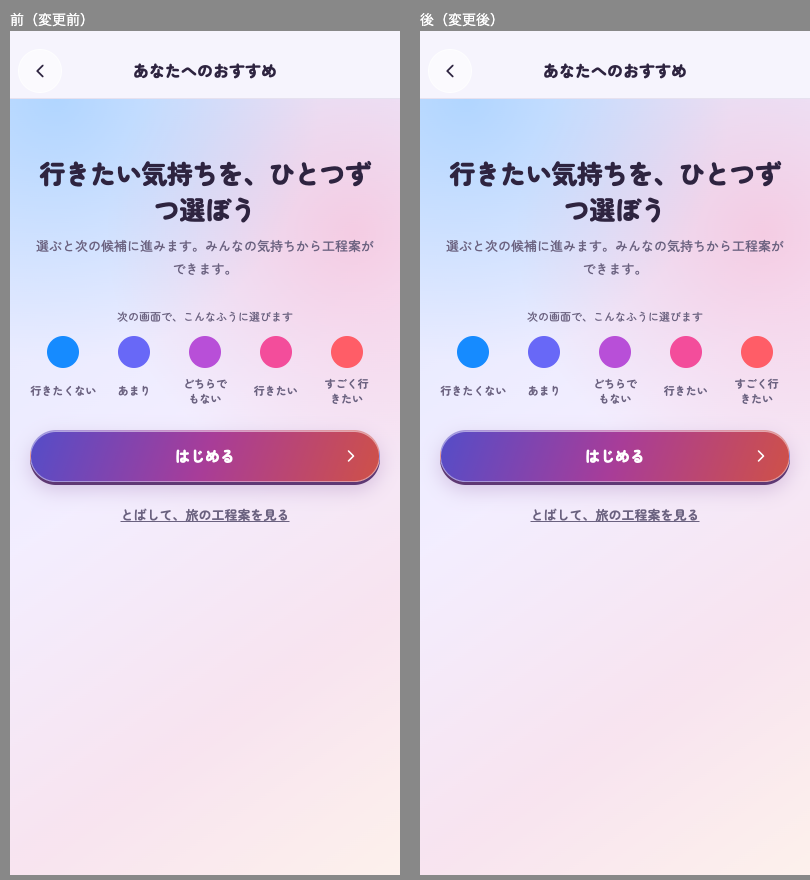 前（変更前）
あなたへのおすすめ
行きたい気持ちを、ひとつず
つ選ぼう
選ぶと次の候補に進みます。みんなの気持ちから工程案が
できます。
次の画面で、こんなふうに選びます
行きたくない
あまり
どちらで
もない
行きたい
すごく行
きたい
はじめる
とばして、旅の工程案を見る
後（変更後）
あなたへのおすすめ
行きたい気持ちを、ひとつず
つ選ぼう
選ぶと次の候補に進みます。みんなの気持ちから工程案が
できます。
次の画面で、こんなふうに選びます
行きたくない
あまり
どちらで
もない
行きたい
すごく行
きたい
はじめる
とばして、旅の工程案を見る